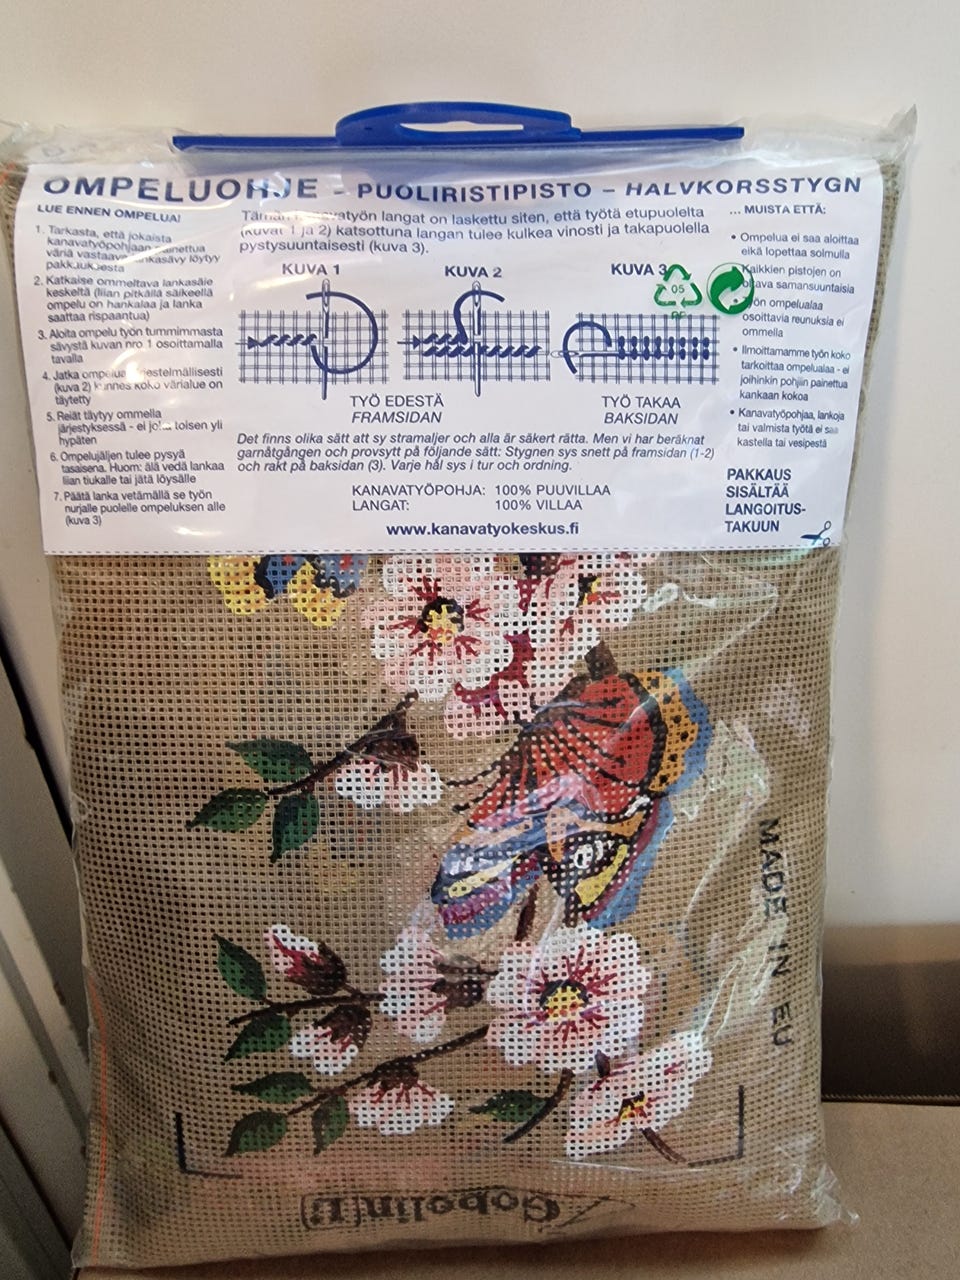 OMPELUOHJE - PUOLIRISTIPISTO - HALVKORSSTYGN
LUE ENNEN OMPELUA!
1. Tarkasta, että jokaista
kanavatyöpohjaan painettua
väriä vastaava lankasävy löytyy
pakkauksesta
2. Katkaise ommeltava lankasäie
keskeltä (liian pitkällä säikeellä
ompelu on hankalaa ja lanka
saattaa rispaantua)
3. Aloita ompelu työn tummimmasta
sävystä kuvan nro 1 osoittamalla
tavalla
4. Jatka ompelua järjestelmällisesti
(kuva 2) kunnes koko värialue on
täytetty
5. Reiät täytyy ommella
järjestyksessä - ei joka toisen yli
hypäten
6. Ompelujäljen tulee pysyä
tasaisena. Huom: älä vedä lankaa
liian tiukalle tai jätä löysälle
7. Päätä lanka vetämällä se työn
nurjalle puolelle ompeluksen alle
(kuva 3)
Tämän kanavatyön langat on laskettu siten, että työtä etupuolelta
(kuvat 1 ja 2) katsottuna langan tulee kulkea vinosti ja takapuolella
pystysuuntaisesti (kuva 3).
KUVA 1 KUVA 2 KUVA 3
05
TYÖ EDESTÄ TYÖ TAKAA
FRAMSIDAN BAKSIDAN
Det finns olika sätt att sy stramaljer och alla är säkert rätta. Men vi har beräknat
garnåtgången och provsytt på följande sätt: Stygnen sys snett på framsidan (1-2)
och rakt på baksidan (3). Varje hål sys i tur och ordning.
KANAVATYÖPOHJA: 100% PUUVILLAA
LANGAT: 100% VILLAA
www.kanavatyokeskus.fi
... MUISTA ETTÄ:
• Ompelua ei saa aloittaa
eikä lopettaa solmulla
Kaikkien pistojen on
oltava samansuuntaisia
työn ompelualaa
osoittavia reunuksia ei
ommella
• Ilmoittamamme työn koko
tarkoittaa ompelualaa - ei
joihinkin pohjiin painettua
kankaan kokoa
• Kanavatyöpohjaa, lankoja
tai valmista työtä ei saa
kastella tai vesipestä
PAKKAUS
SISÄLTÄÄ
LANGOITUS-
TAKUUN
MADE IN EU
Gobelin